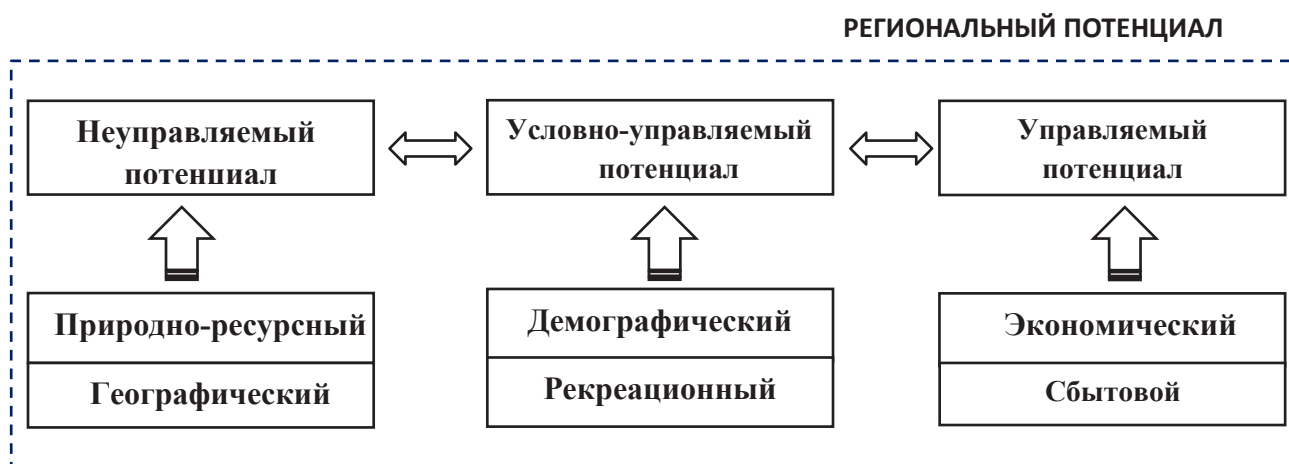 РЕГИОНАЛЬНЫЙ ПОТЕНЦИАЛ
Неуправляемый
потенциал
Условно-управляемый
потенциал
Управляемый
потенциал
Природно-ресурсный
Географический
Демографический
Рекреационный
Экономический
Сбытовой